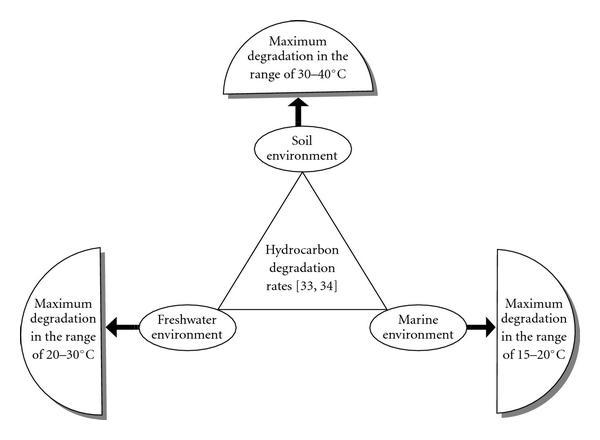 Maximum
degradation in the
range of 30–40°C
Soil
environment
Hydrocarbon
degradation
rates [33, 34]
Maximum
degradation
in the range
of 20–30°C
Freshwater
environment
Marine
environment
Maximum
degradation
in the range
of 15–20°C